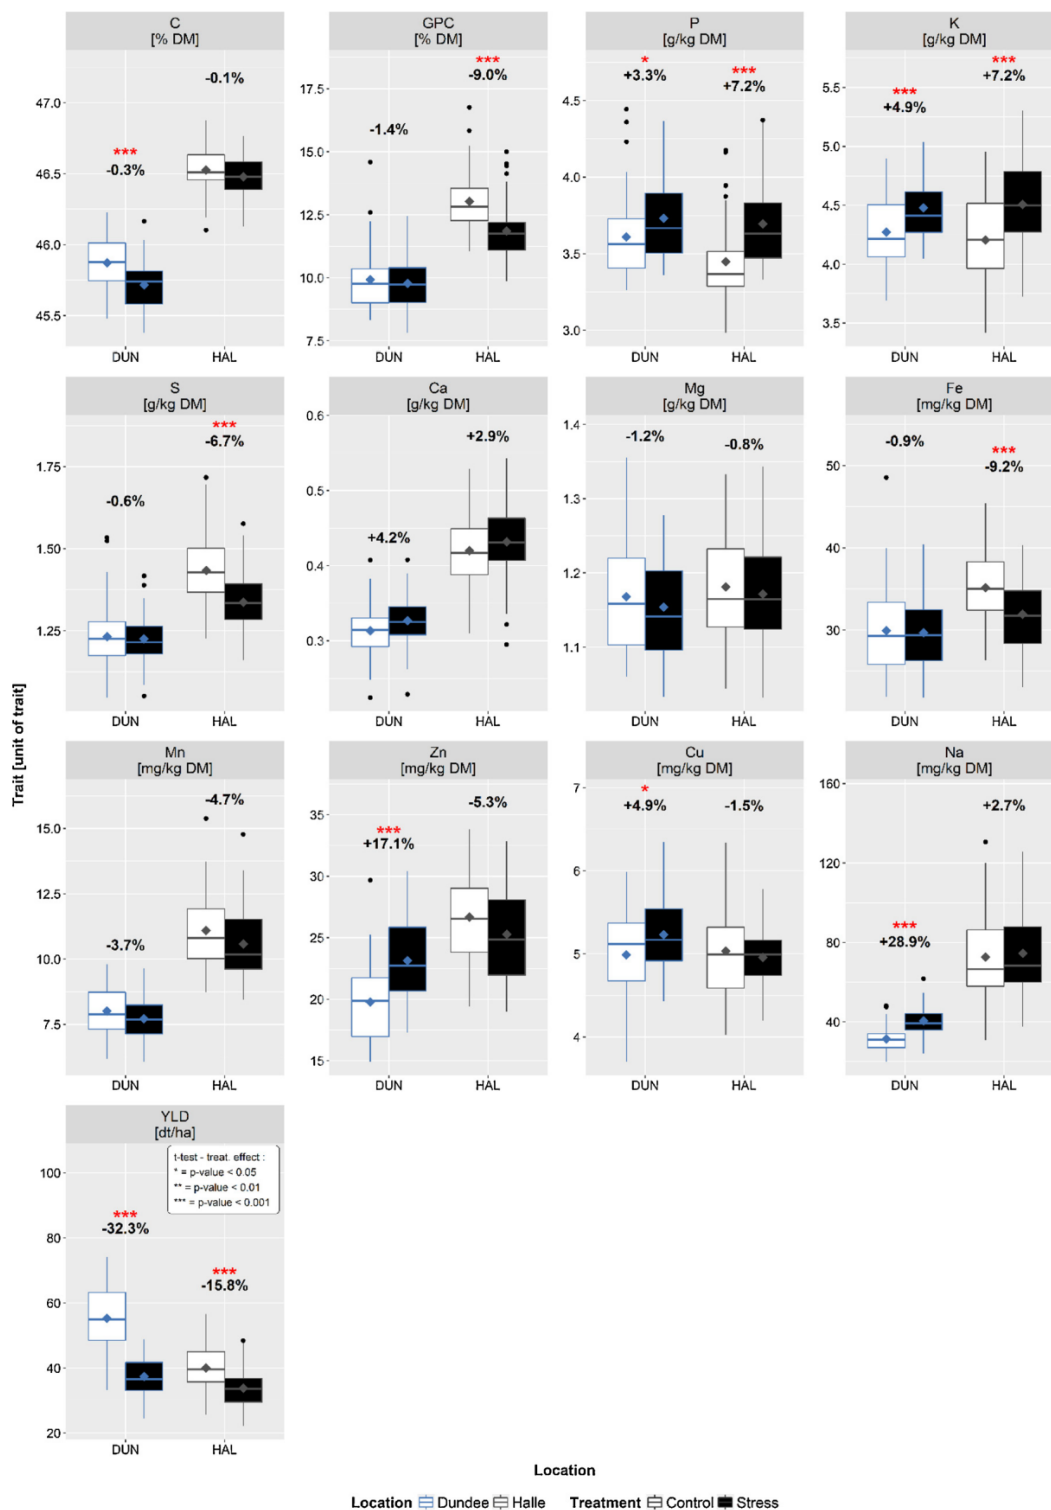 C
[% DM]
GPC
[% DM]
P
[g/kg DM]
K
[g/kg DM]
-0.3%
***
-0.1%
-1.4%
***
-9.0%
*
+3.3%
***
+7.2%
***
+4.9%
***
+7.2%
47.0
46.5
46.0
45.5
17.5
15.0
12.5
10.0
7.5
4.5
4.0
3.5
3.0
5.5
5.0
4.5
4.0
3.5
DUN HAL
DUN HAL
DUN HAL
DUN HAL
S
[g/kg DM]
Ca
[g/kg DM]
Mg
[g/kg DM]
Fe
[mg/kg DM]
-0.6%
***
-6.7%
+4.2%
+2.9%
-1.2%
-0.8%
-0.9%
***
-9.2%
1.75
1.50
1.25
0.6
0.5
0.4
0.3
1.4
1.3
1.2
1.1
50
40
30
DUN HAL
DUN HAL
DUN HAL
DUN HAL
Trait [unit of trait]
Mn
[mg/kg DM]
Zn
[mg/kg DM]
Cu
[mg/kg DM]
Na
[mg/kg DM]
-3.7%
-4.7%
***
+17.1%
-5.3%
*
+4.9%
-1.5%
***
+28.9%
+2.7%
15.0
12.5
10.0
7.5
35
30
25
20
15
7
6
5
4
160
120
80
40
DUN HAL
DUN HAL
DUN HAL
DUN HAL
YLD
[dt/ha]
t-test - treat. effect :
* = p-value < 0.05
** = p-value < 0.01
*** = p-value < 0.001
***
-32.3%
***
-15.8%
100
80
60
40
20
DUN HAL
Location
Location Dundee Halle Treatment Control Stress